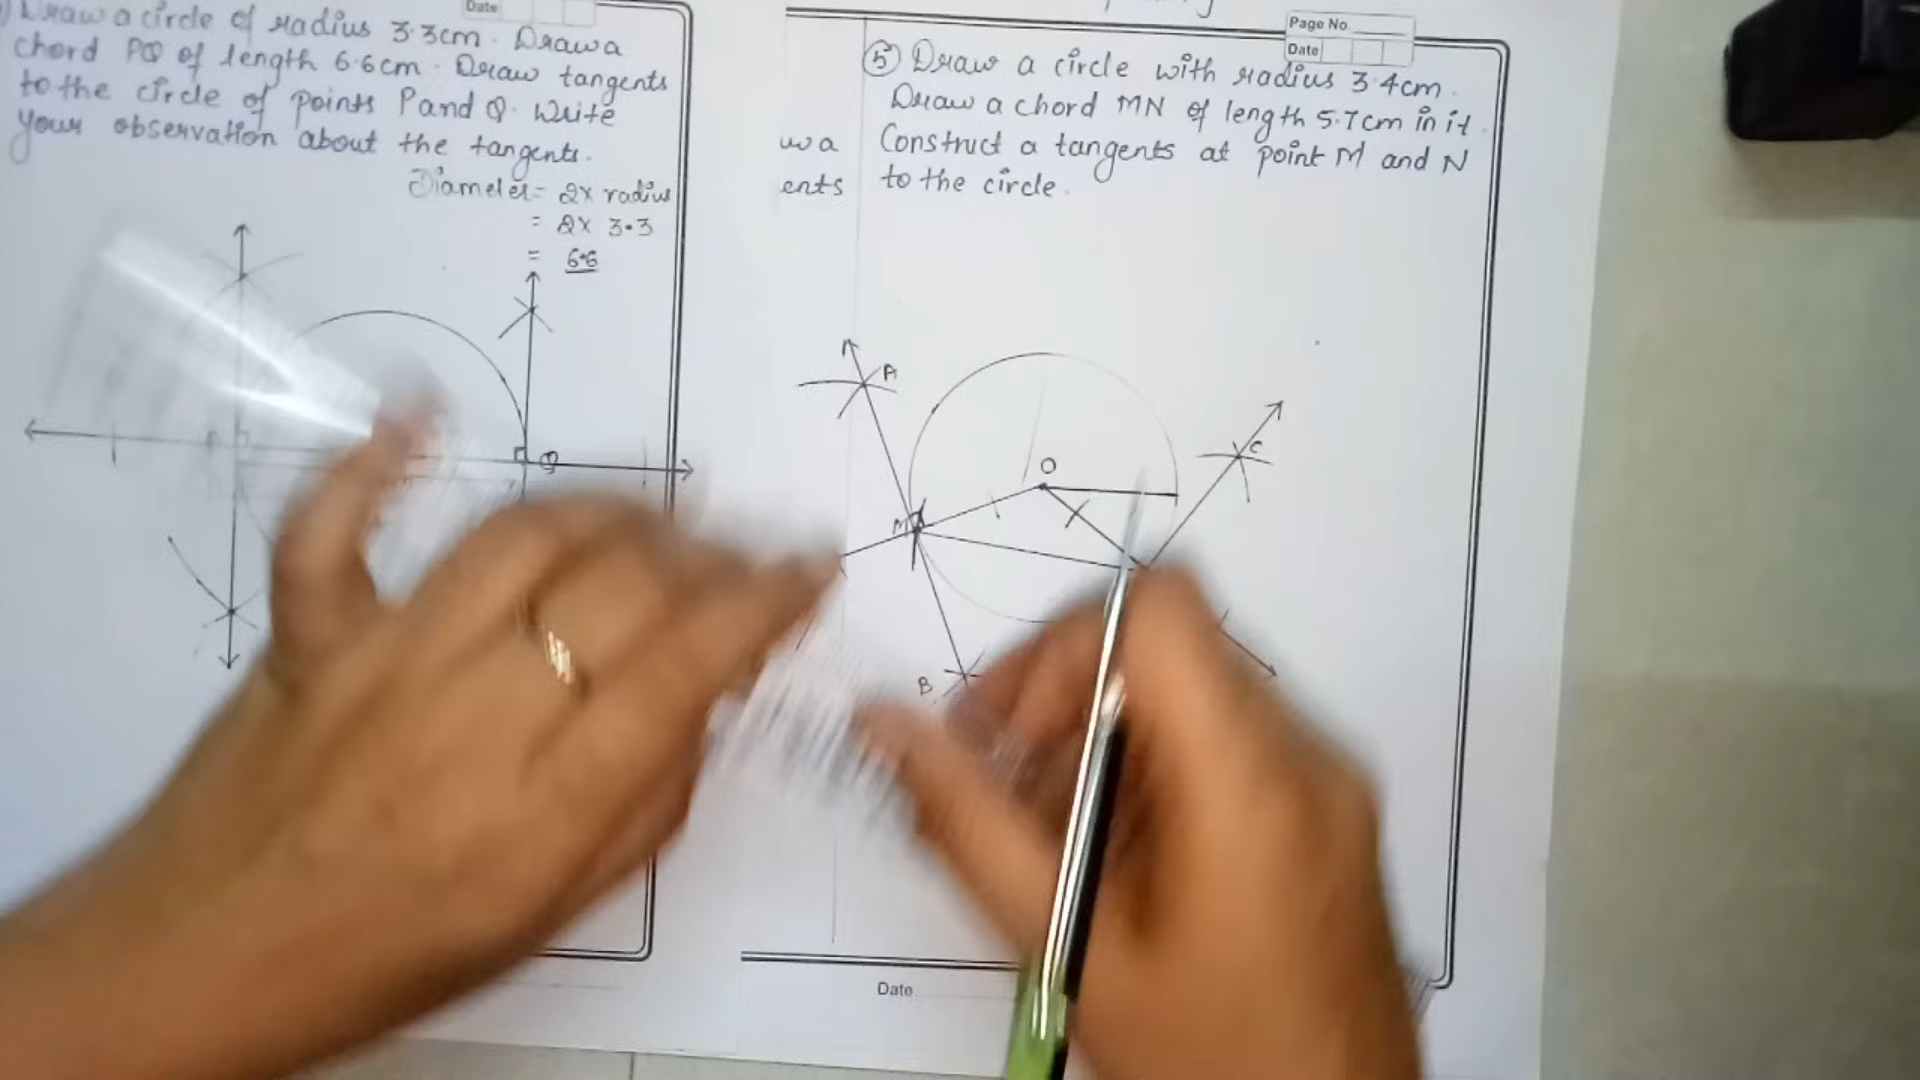 Date
Draw a circle of radius 3.3cm. Draw a
chord PQ of length 6.6cm. Draw tangents
to the circle of points P and Q. Write
your observation about the tangents.
Diameter = 2x radius
= 2x 3.3
= 6.6
Q
Page No
Date
⑤ Draw a circle with radius 3.4cm.
Draw a chord MN of length 5.7cm in it.
Construct a tangents at point M and N
to the circle.
w a
ents
A
O
C
M
B
Date